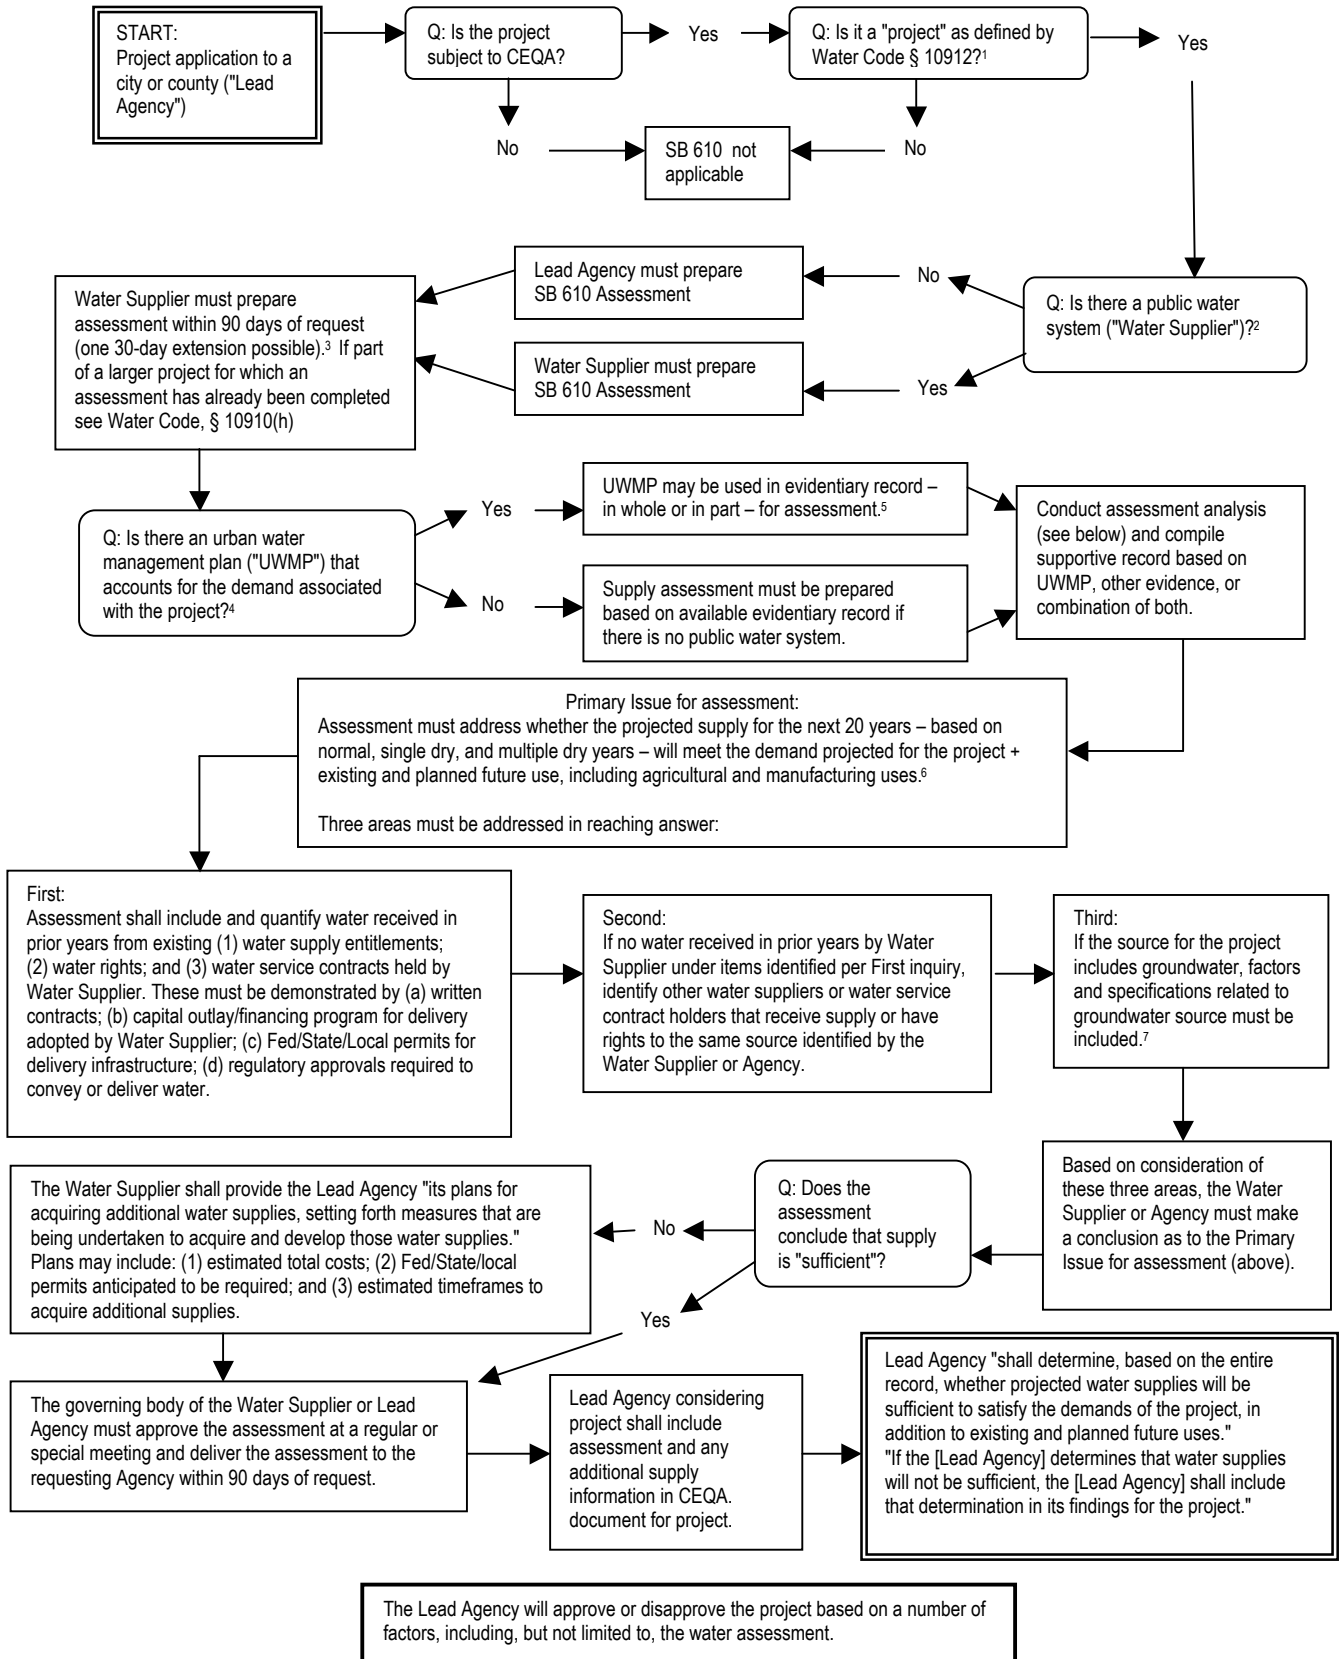 START:
Project application to a
city or county ("Lead
Agency")
Q: Is the project
subject to CEQA?
Yes
Q: Is it a "project" as defined by
Water Code § 10912?¹
Yes
No
SB 610  not
applicable
No
Lead Agency must prepare
SB 610 Assessment
No
Q: Is there a public water
system ("Water Supplier")?²
Water Supplier must prepare
assessment within 90 days of request
(one 30-day extension possible).³  If part
of a larger project for which an
assessment has already been completed
see Water Code, § 10910(h)
Water Supplier must prepare
SB 610 Assessment
Yes
Q: Is there an urban water
management plan ("UWMP") that
accounts for the demand associated
with the project?⁴
Yes
UWMP may be used in evidentiary record –
in whole or in part – for assessment.⁵
No
Supply assessment must be prepared
based on available evidentiary record if
there is no public water system.
Conduct assessment analysis
(see below) and compile
supportive record based on
UWMP, other evidence, or
combination of both.
Primary Issue for assessment:
Assessment must address whether the projected supply for the next 20 years – based on
normal, single dry, and multiple dry years – will meet the demand projected for the project +
existing and planned future use, including agricultural and manufacturing uses.⁶
Three areas must be addressed in reaching answer:
First:
Assessment shall include and quantify water received in
prior years from existing (1) water supply entitlements;
(2) water rights; and (3) water service contracts held by
Water Supplier. These must be demonstrated by (a) written
contracts; (b) capital outlay/financing program for delivery
adopted by Water Supplier; (c) Fed/State/Local permits for
delivery infrastructure; (d) regulatory approvals required to
convey or deliver water.
Second:
If no water received in prior years by Water
Supplier under items identified per First inquiry,
identify other water suppliers or water service
contract holders that receive supply or have
rights to the same source identified by the
Water Supplier or Agency.
Third:
If the source for the project
includes groundwater, factors
and specifications related to
groundwater source must be
included.⁷
Based on consideration of
these three areas, the Water
Supplier or Agency must make
a conclusion as to the Primary
Issue for assessment (above).
Q: Does the
assessment
conclude that supply
is "sufficient"?
No
Yes
The Water Supplier shall provide the Lead Agency "its plans for
acquiring additional water supplies, setting forth measures that are
being undertaken to acquire and develop those water supplies."
Plans may include: (1) estimated total costs; (2) Fed/State/local
permits anticipated to be required; and (3) estimated timeframes to
acquire additional supplies.
The governing body of the Water Supplier or Lead
Agency must approve the assessment at a regular or
special meeting and deliver the assessment to the
requesting Agency within 90 days of request.
Lead Agency considering
project shall include
assessment and any
additional supply
information in CEQA.
document for project.
Lead Agency "shall determine, based on the entire
record, whether projected water supplies will be
sufficient to satisfy the demands of the project, in
addition to existing and planned future uses."
"If the [Lead Agency] determines that water supplies
will not be sufficient, the [Lead Agency] shall include
that determination in its findings for the project."
The Lead Agency will approve or disapprove the project based on a number of
factors, including, but not limited to, the water assessment.